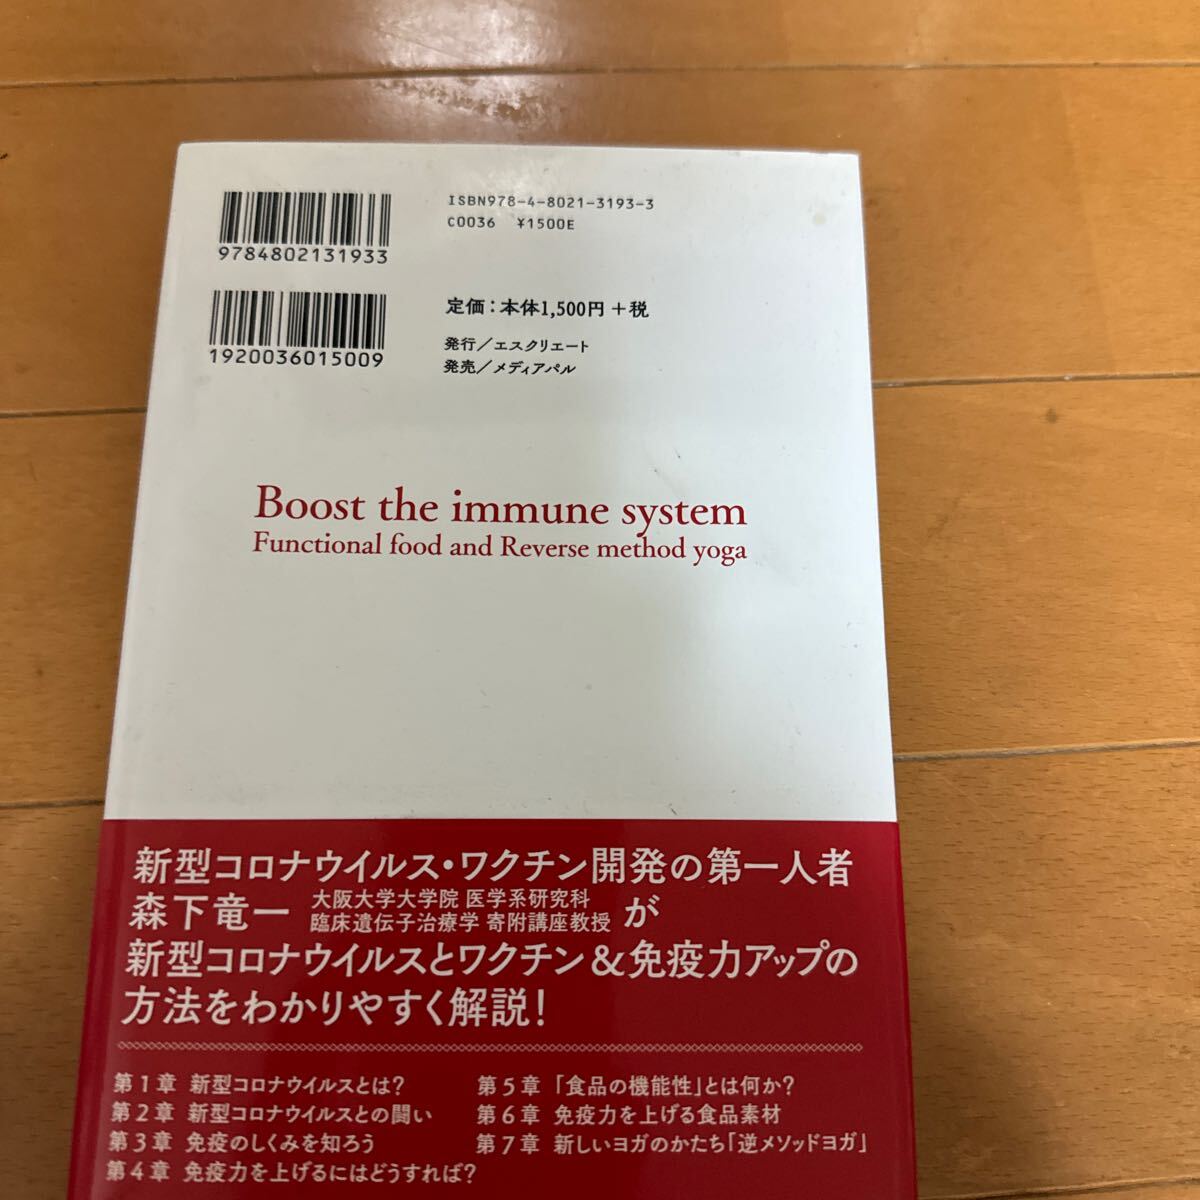 ISBN978-4-8021-3193-3
C0036 ¥1500E
9784802131933
1920036015009
定価：本体1,500円＋税
発行／エスクリエート
発売／メディアパル
Boost the immune system
Functional food and Reverse method yoga
新型コロナウイルス・ワクチン開発の第一人者
森下竜一 大阪大学大学院 医学系研究科
臨床遺伝子治療学 寄附講座教授 が
新型コロナウイルスとワクチン＆免疫力アップの
方法をわかりやすく解説！
第1章 新型コロナウイルスとは？
第2章 新型コロナウイルスとの闘い
第3章 免疫のしくみを知ろう
第4章 免疫力を上げるにはどうすれば？
第5章 「食品の機能性」とは何か？
第6章 免疫力を上げる食品素材
第7章 新しいヨガのかたち「逆メソッドヨガ」